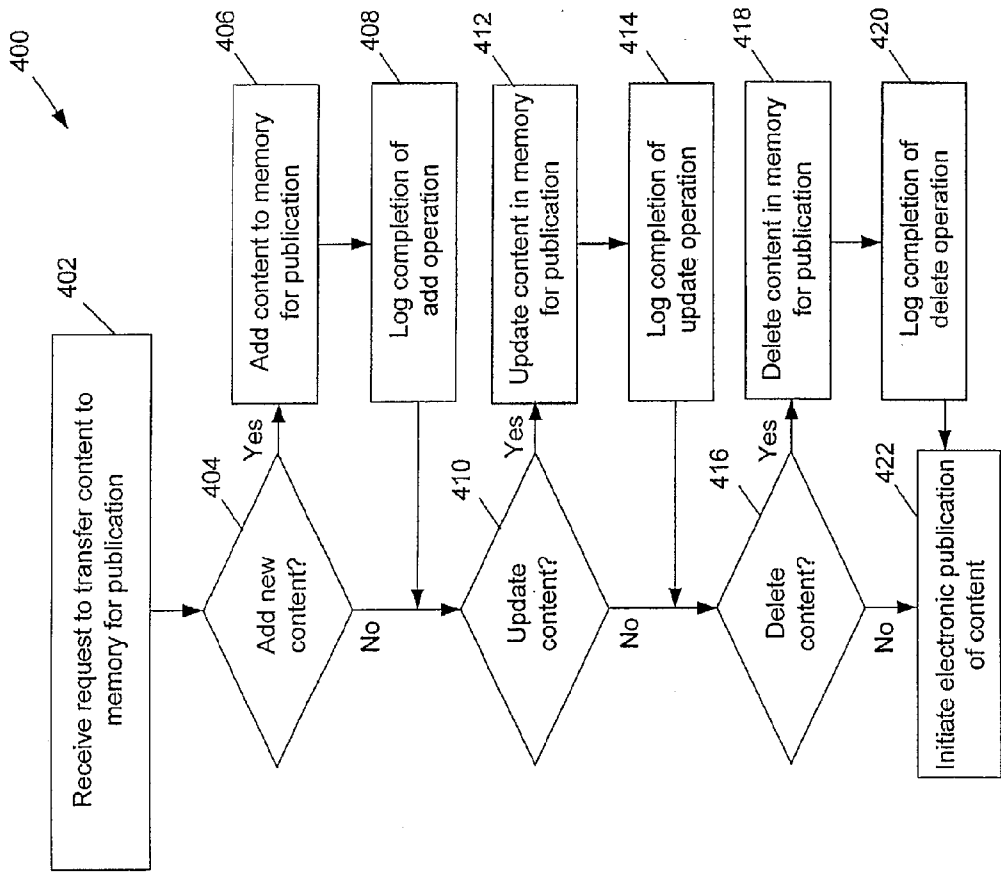 400
402
Receive request to transfer content to
memory for publication
404
Add new
content?
Yes
No
406
Add content to memory
for publication
408
Log completion of
add operation
410
Update
content?
Yes
No
412
Update content in memory
for publication
414
Log completion of
update operation
416
Delete
content?
Yes
No
418
Delete content in memory
for publication
420
Log completion of
delete operation
422
Initiate electronic publication
of content